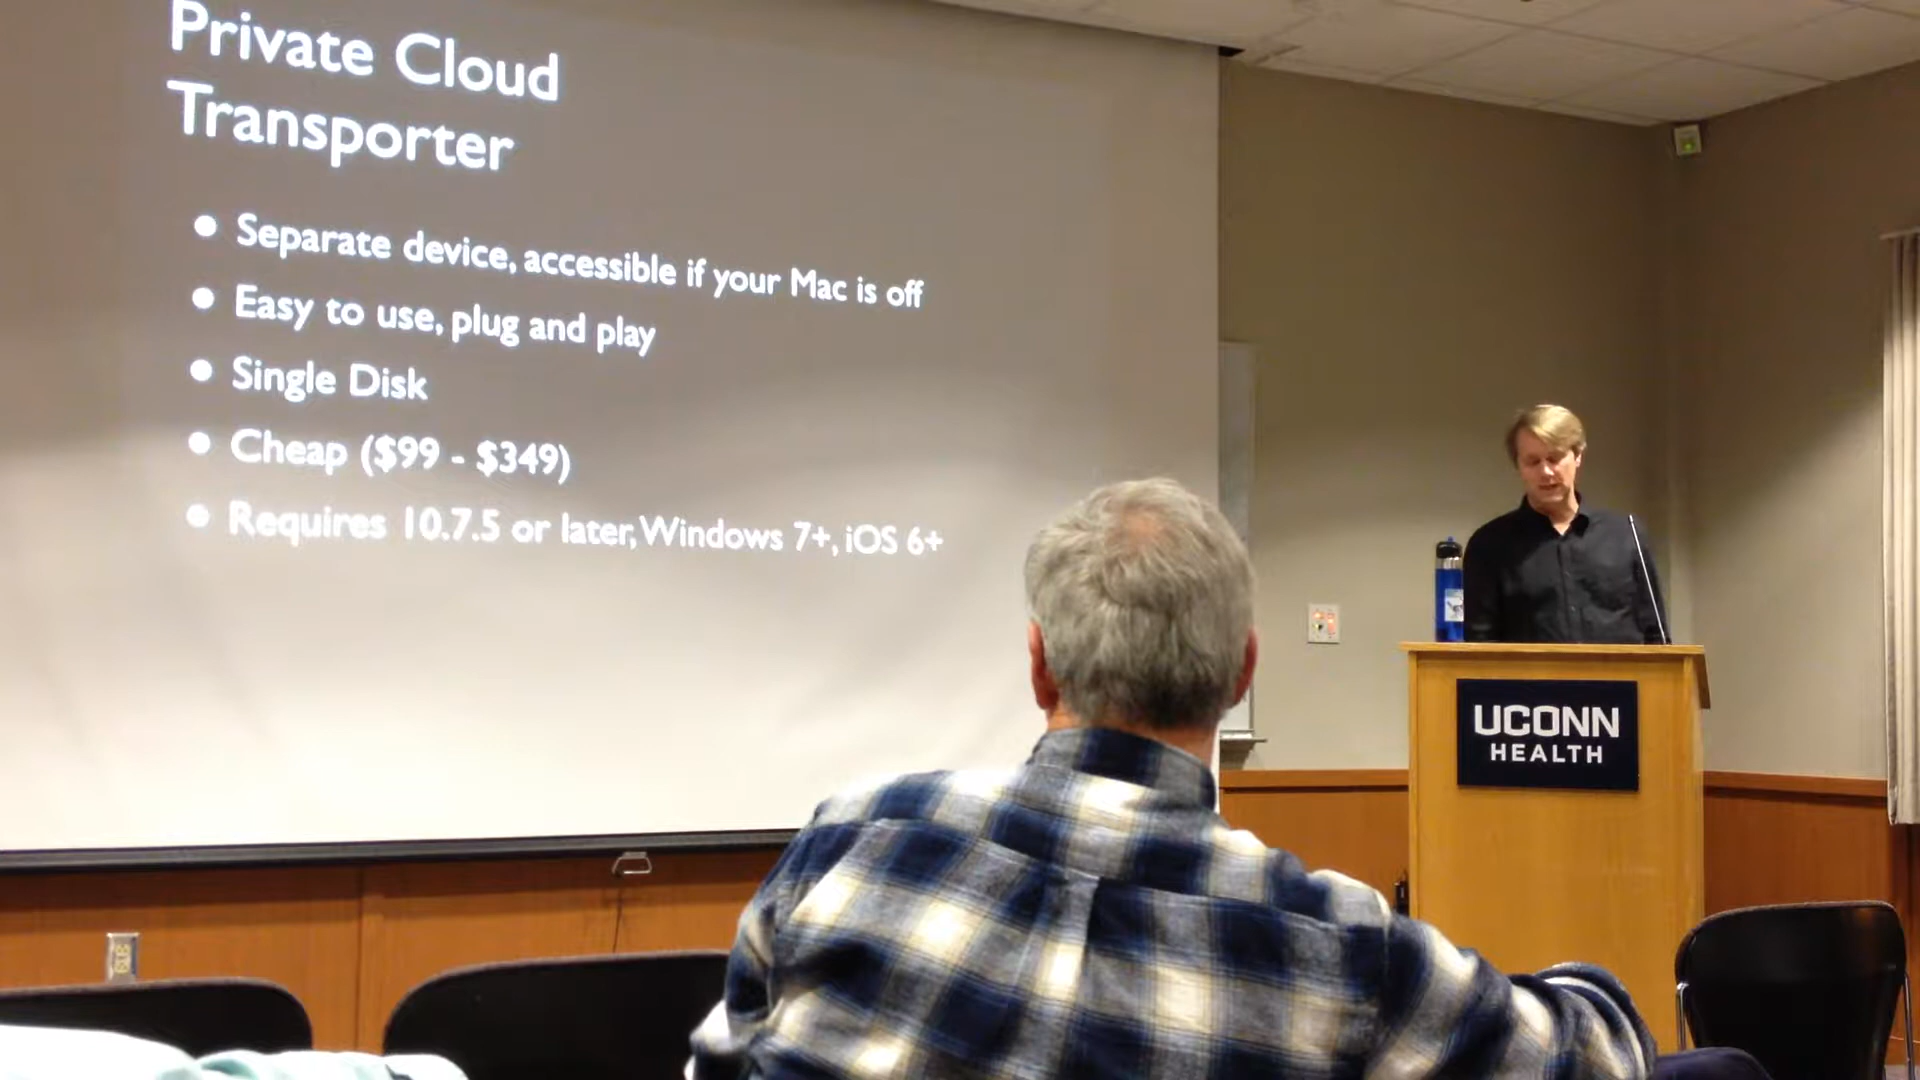 Private Cloud
Transporter
• Separate device, accessible if your Mac is off
• Easy to use, plug and play
• Single Disk
• Cheap ($99 - $349)
• Requires 10.7.5 or later, Windows 7+, iOS 6+
UCONN
HEALTH